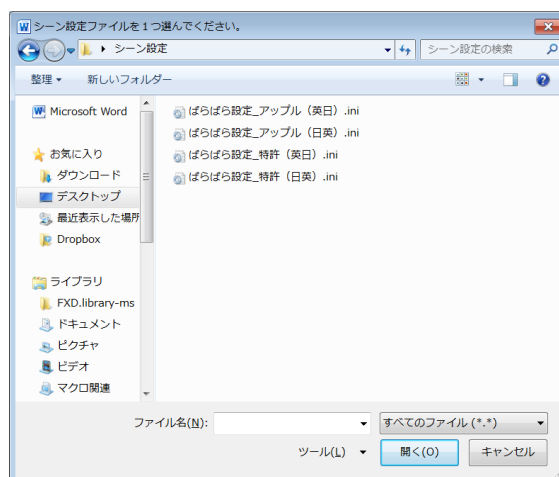 シーン設定ファイルを１つ選んでください。
シーン設定
シーン設定の検索
整理
新しいフォルダー
Microsoft Word
お気に入り
ダウンロード
デスクトップ
最近表示した場所
Dropbox
ライブラリ
FXD.library-ms
ドキュメント
ピクチャ
ビデオ
マクロ関連
ぱらぱら設定_アップル（英日）.ini
ぱらぱら設定_アップル（日英）.ini
ぱらぱら設定_特許（英日）.ini
ぱらぱら設定_特許（日英）.ini
ファイル名(N):
すべてのファイル (*.*)
ツール(L)
開く(O)
キャンセル